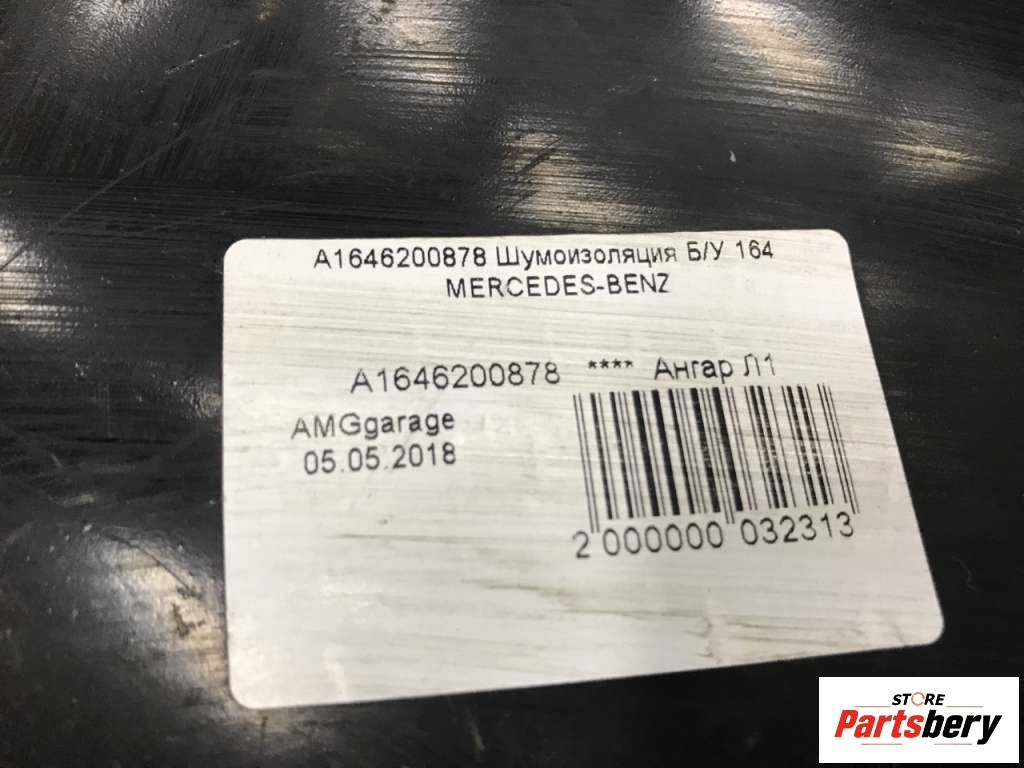 A1646200878 Шумоизоляция Б/У 164
MERCEDES-BENZ
A1646200878 **** Ангар Л1
AMGgarage
05.05.2018
2 000000 032313
STORE
Partsbery